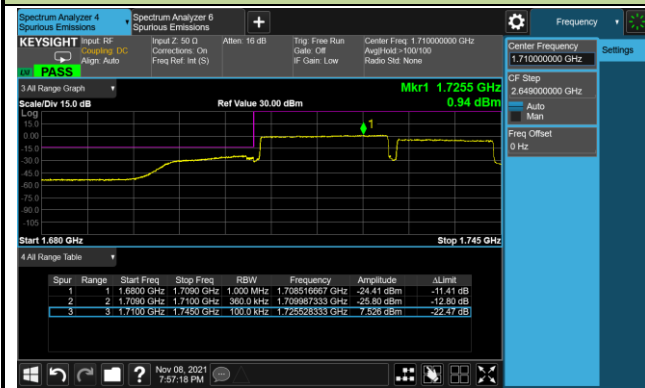 Spectrum Analyzer 4
Spurious Emissions
Spectrum Analyzer 6
Spurious Emissions
Frequency
KEYSIGHT
Input: RF
Coupling: DC
Align: Auto
Input Z: 50 Ω
Corrections: On
Freq Ref: Int (S)
Atten: 16 dB
Trig: Free Run
Gate: Off
IF Gain: Low
Center Freq: 1.710000000 GHz
Avg|Hold:>100/100
Radio Std: None
PASS
Center Frequency
1.710000000 GHz
Settings
CF Step
2.649000000 GHz
Auto
Man
Freq Offset
0 Hz
3 All Range Graph
Mkr1 1.7255 GHz
Scale/Div 15.0 dB
Ref Value 30.00 dBm
0.94 dBm
Log
15.0
0.00
-15.0
-30.0
-45.0
-60.0
-75.0
-90.0
-105
1
Start 1.680 GHz
Stop 1.745 GHz
4 All Range Table
Spur Range Start Freq Stop Freq RBW Frequency Amplitude ΔLimit
1 1 1.6800 GHz 1.7090 GHz 1.000 MHz 1.708516667 GHz -24.41 dBm -11.41 dB
2 2 1.7090 GHz 1.7100 GHz 360.0 kHz 1.709987333 GHz -25.80 dBm -12.80 dB
3 3 1.7100 GHz 1.7450 GHz 100.0 kHz 1.725528333 GHz 7.526 dBm -22.47 dB
Nov 08, 2021
7:57:18 PM